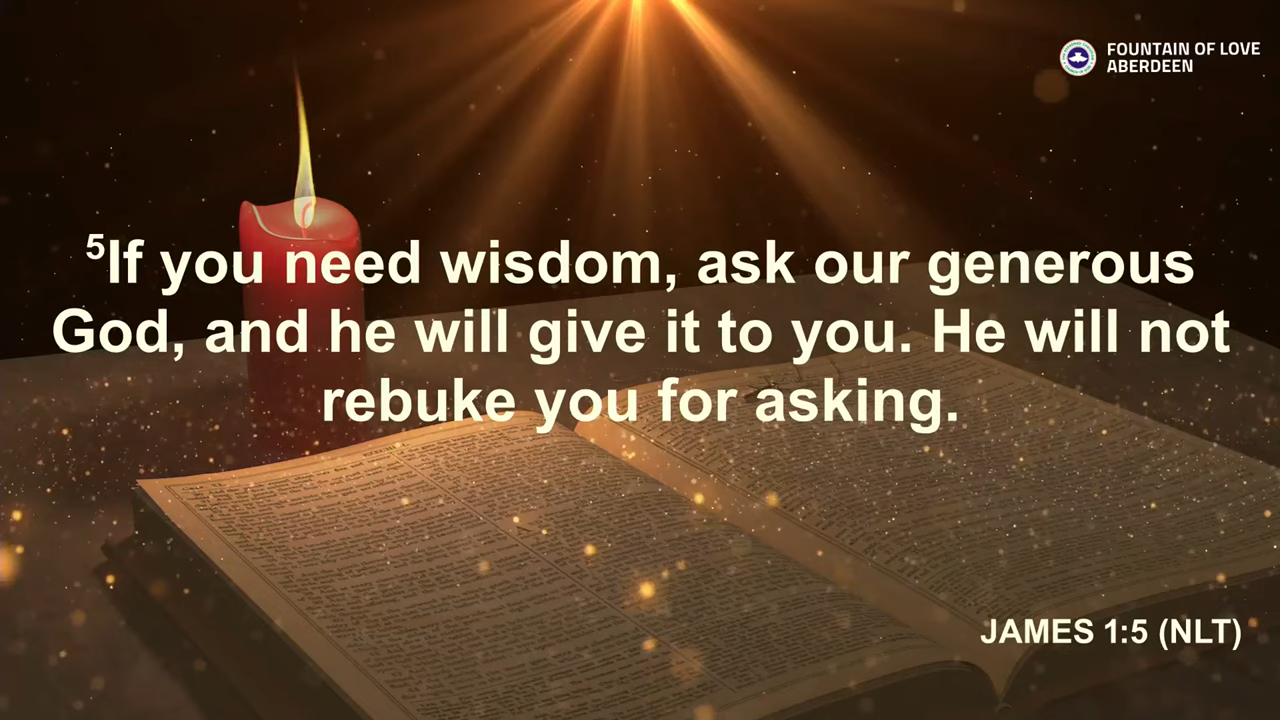 FOUNTAIN OF LOVE
ABERDEEN
⁵If you need wisdom, ask our generous
God, and he will give it to you. He will not
rebuke you for asking.
JAMES 1:5 (NLT)